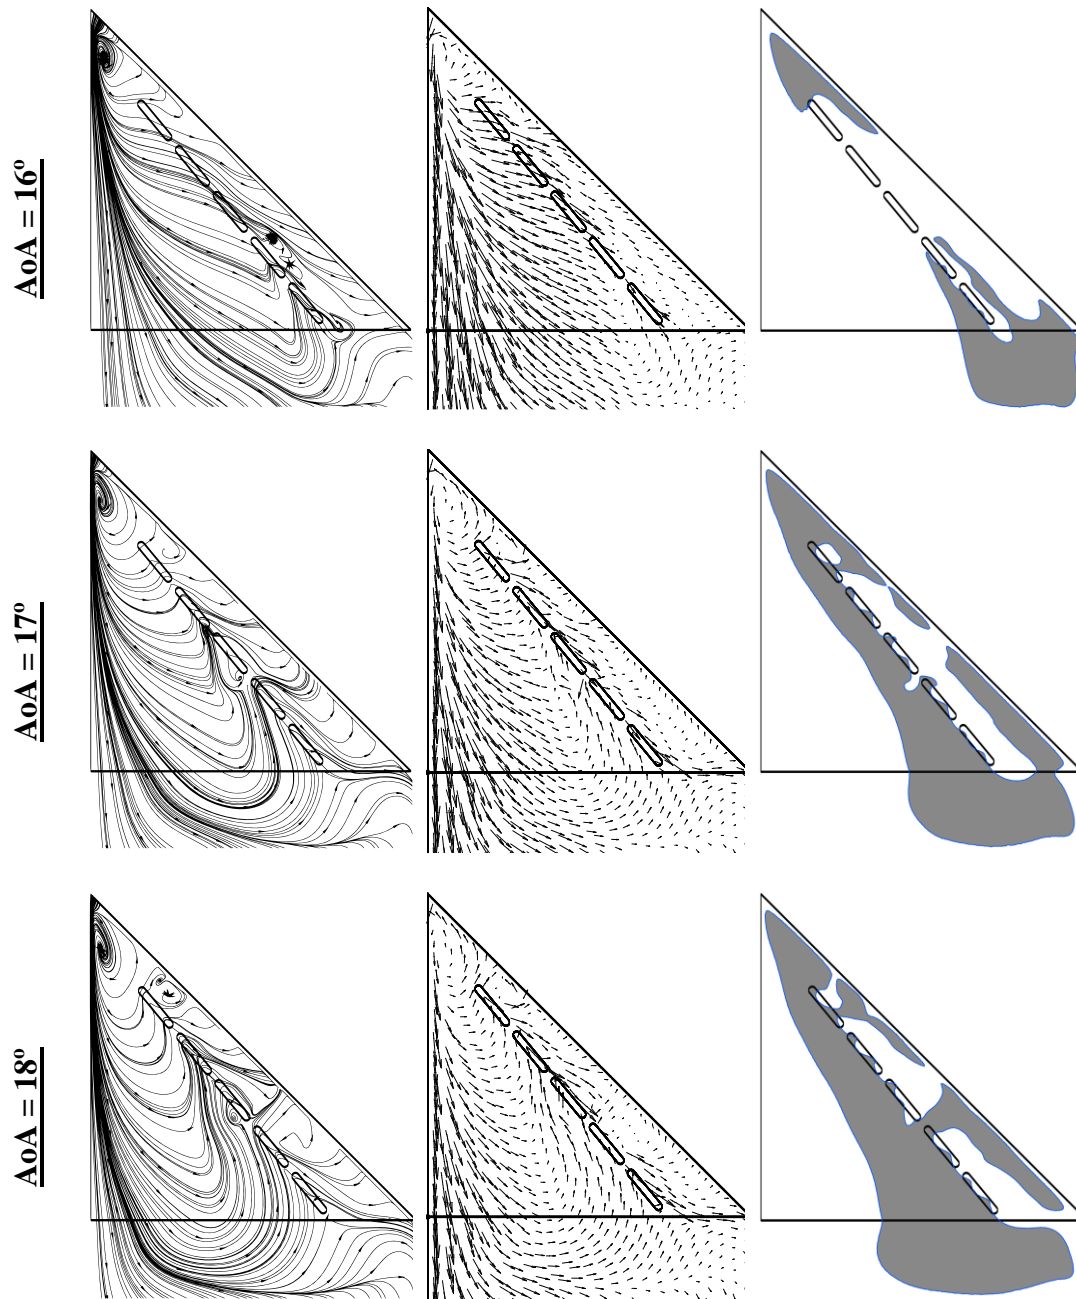 AoA = 16º
AoA = 17º
AoA = 18º